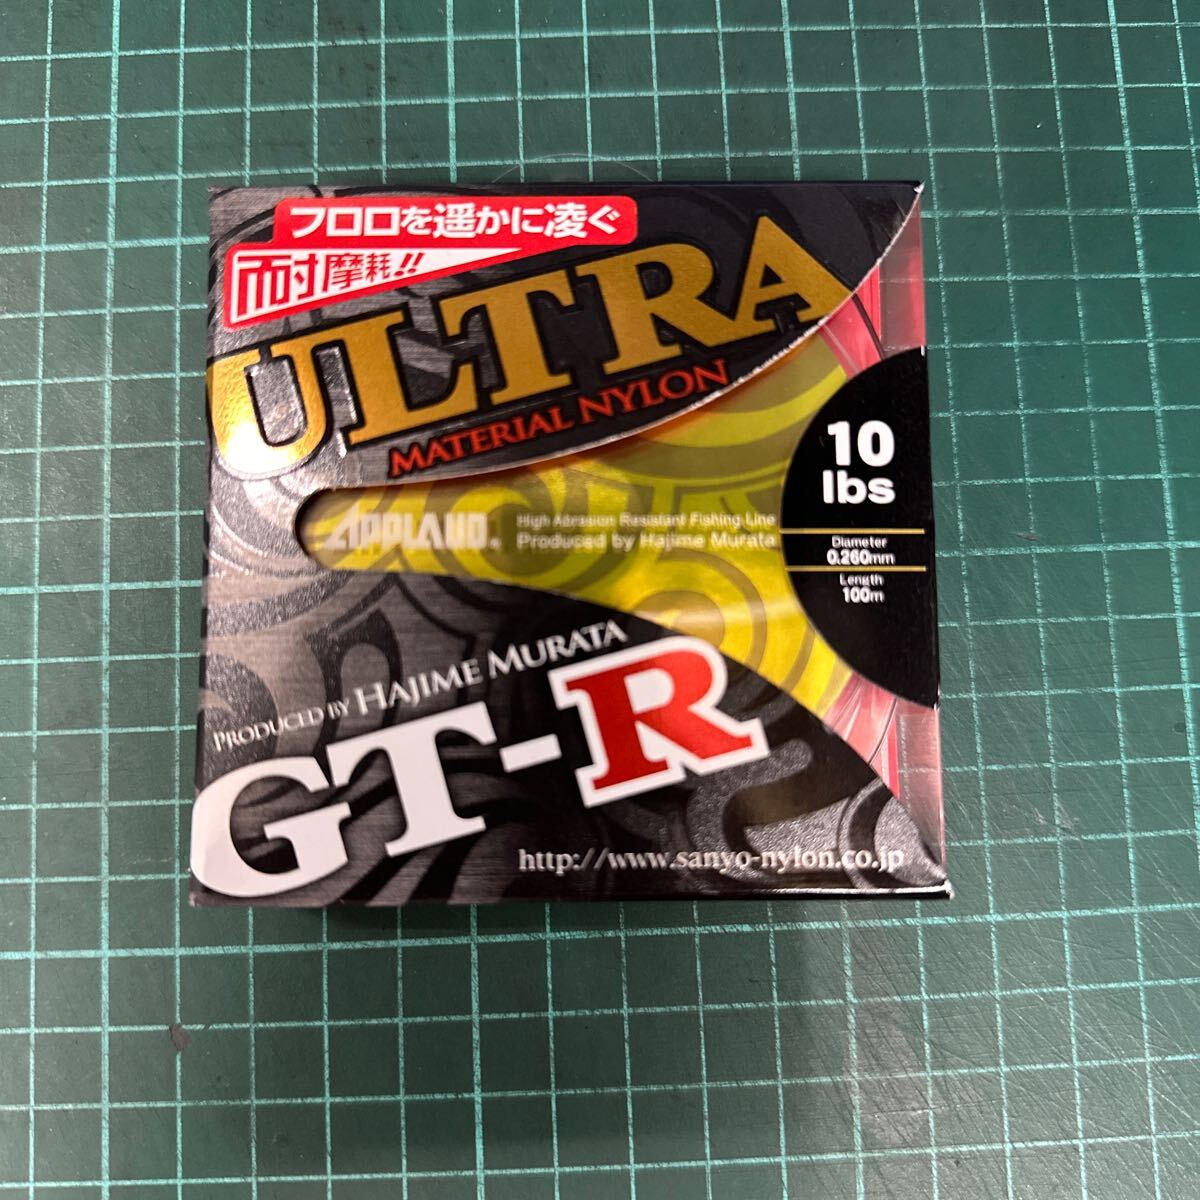 フロロを遥かに凌ぐ
耐摩耗!!
ULTRA
MATERIAL NYLON
10
lbs
APPLAUD
High Abrasion Resistant Fishing Line
Produced by Hajime Murata
Diameter
0.260mm
Length
100m
PRODUCED BY HAJIME MURATA
GT-R
http://www.sanyo-nylon.co.jp